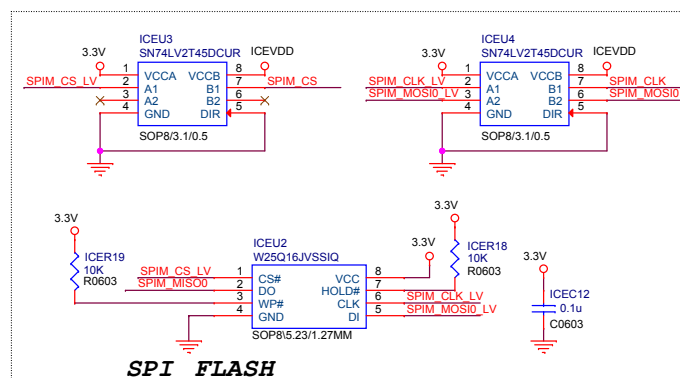 ICEU3
SN74LV2T45DCUR
3.3V
ICEVDD
1 VCCA VCCB 8
SPIM_CS_LV 2 A1 B1 7 SPIM_CS
3 A2 B2 6
4 GND DIR 5
SOP8/3.1/0.5
ICEU4
SN74LV2T45DCUR
3.3V
ICEVDD
1 VCCA VCCB 8
SPIM_CLK_LV 2 A1 B1 7 SPIM_CLK
SPIM_MOSI0_LV 3 A2 B2 6 SPIM_MOSI0
4 GND DIR 5
SOP8/3.1/0.5
3.3V
ICER19
10K
R0603
ICEU2
W25Q16JVSSIQ
3.3V
SPIM_CS_LV 1 CS# VCC 8
SPIM_MISO0 2 DO HOLD# 7
3 WP# CLK 6 SPIM_CLK_LV
4 GND DI 5 SPIM_MOSI0_LV
SOP8\5.23/1.27MM
3.3V
ICER18
10K
R0603
3.3V
ICEC12
0.1u
C0603
SPI FLASH